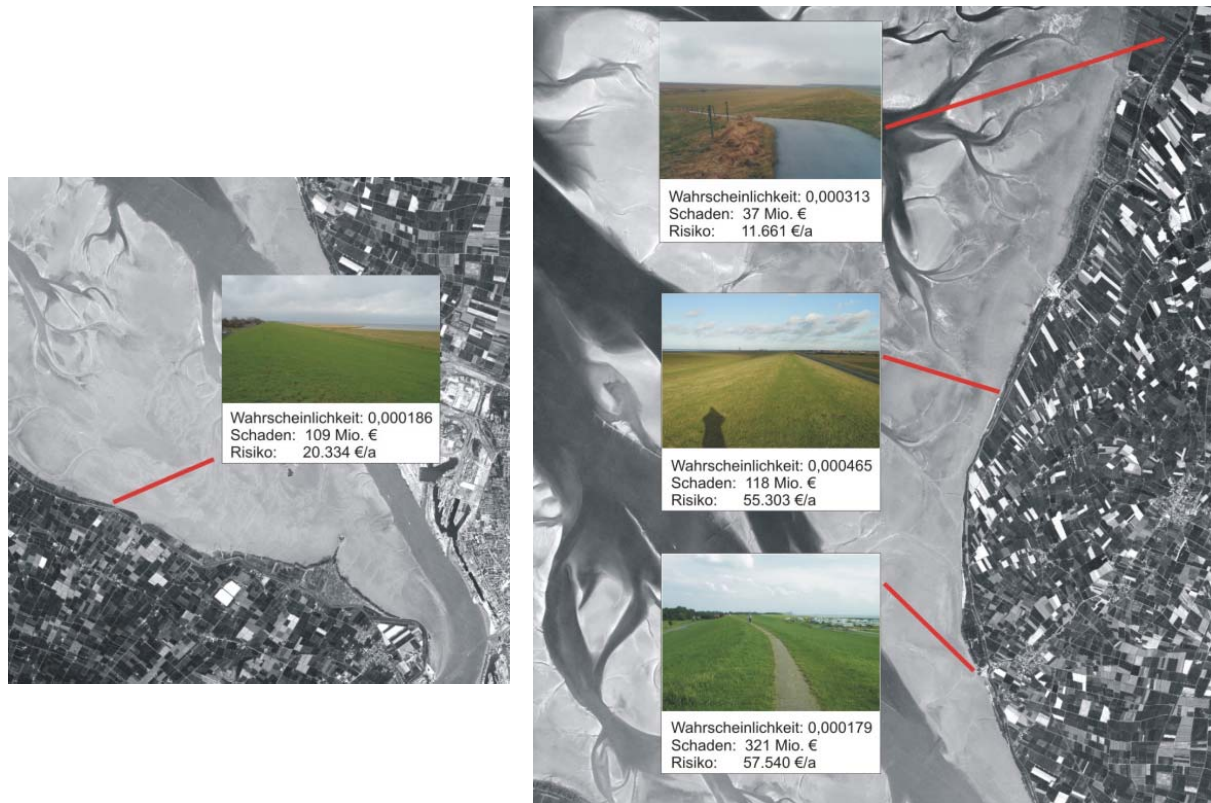 Wahrscheinlichkeit: 0,000186
Schaden: 109 Mio. €
Risiko: 20.334 €/a
Wahrscheinlichkeit: 0,000313
Schaden: 37 Mio. €
Risiko: 11.661 €/a
Wahrscheinlichkeit: 0,000465
Schaden: 118 Mio. €
Risiko: 55.303 €/a
Wahrscheinlichkeit: 0,000179
Schaden: 321 Mio. €
Risiko: 57.540 €/a